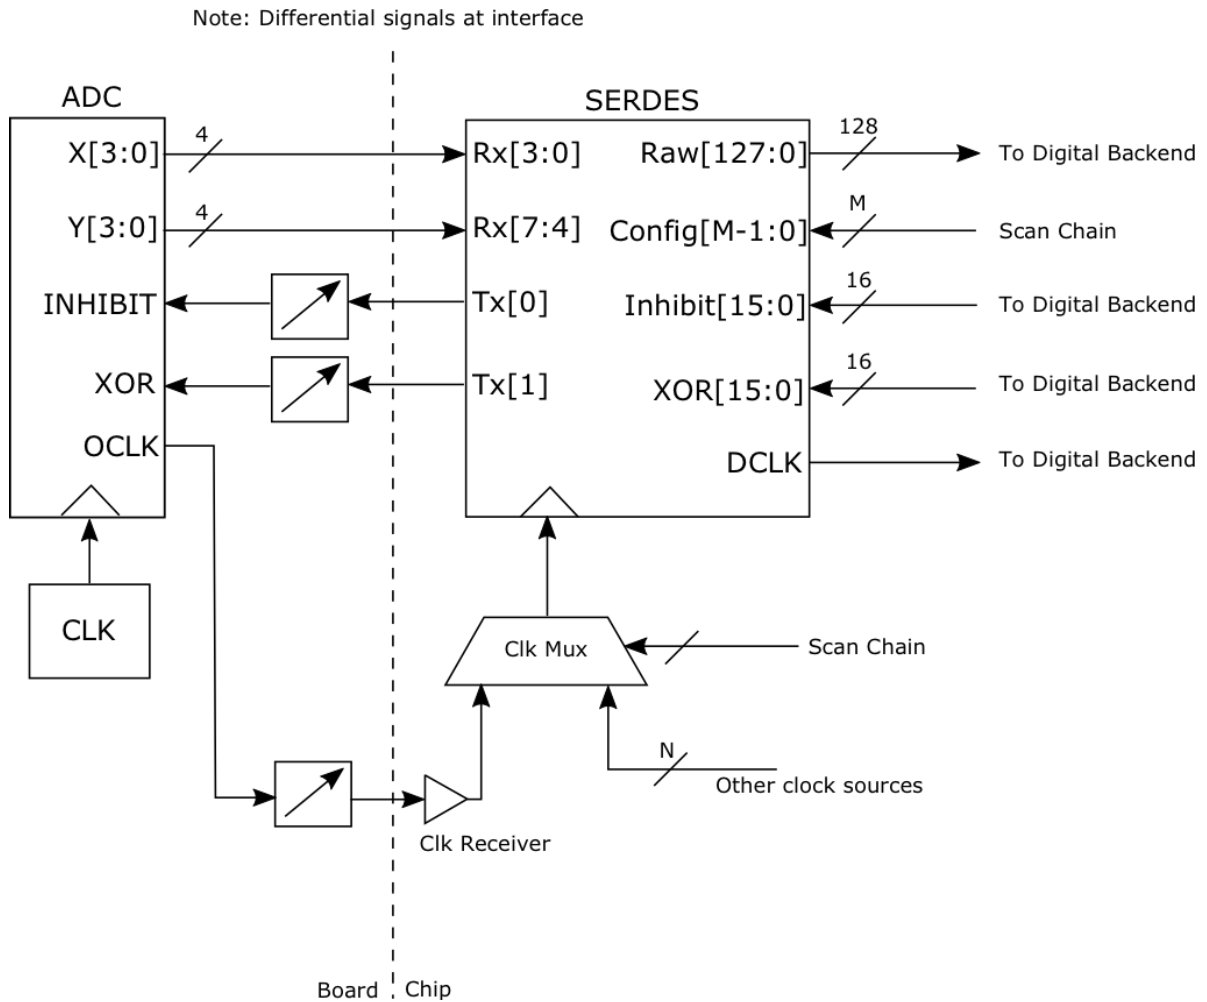 Note: Differential signals at interface
ADC
SERDES
X[3:0]
4
Rx[3:0]
Raw[127:0]
128
To Digital Backend
Y[3:0]
4
Rx[7:4]
Config[M-1:0]
M
Scan Chain
INHIBIT
Tx[0]
Inhibit[15:0]
16
To Digital Backend
XOR
Tx[1]
XOR[15:0]
16
To Digital Backend
OCLK
DCLK
To Digital Backend
CLK
Clk Mux
Scan Chain
N
Other clock sources
Clk Receiver
Board
Chip